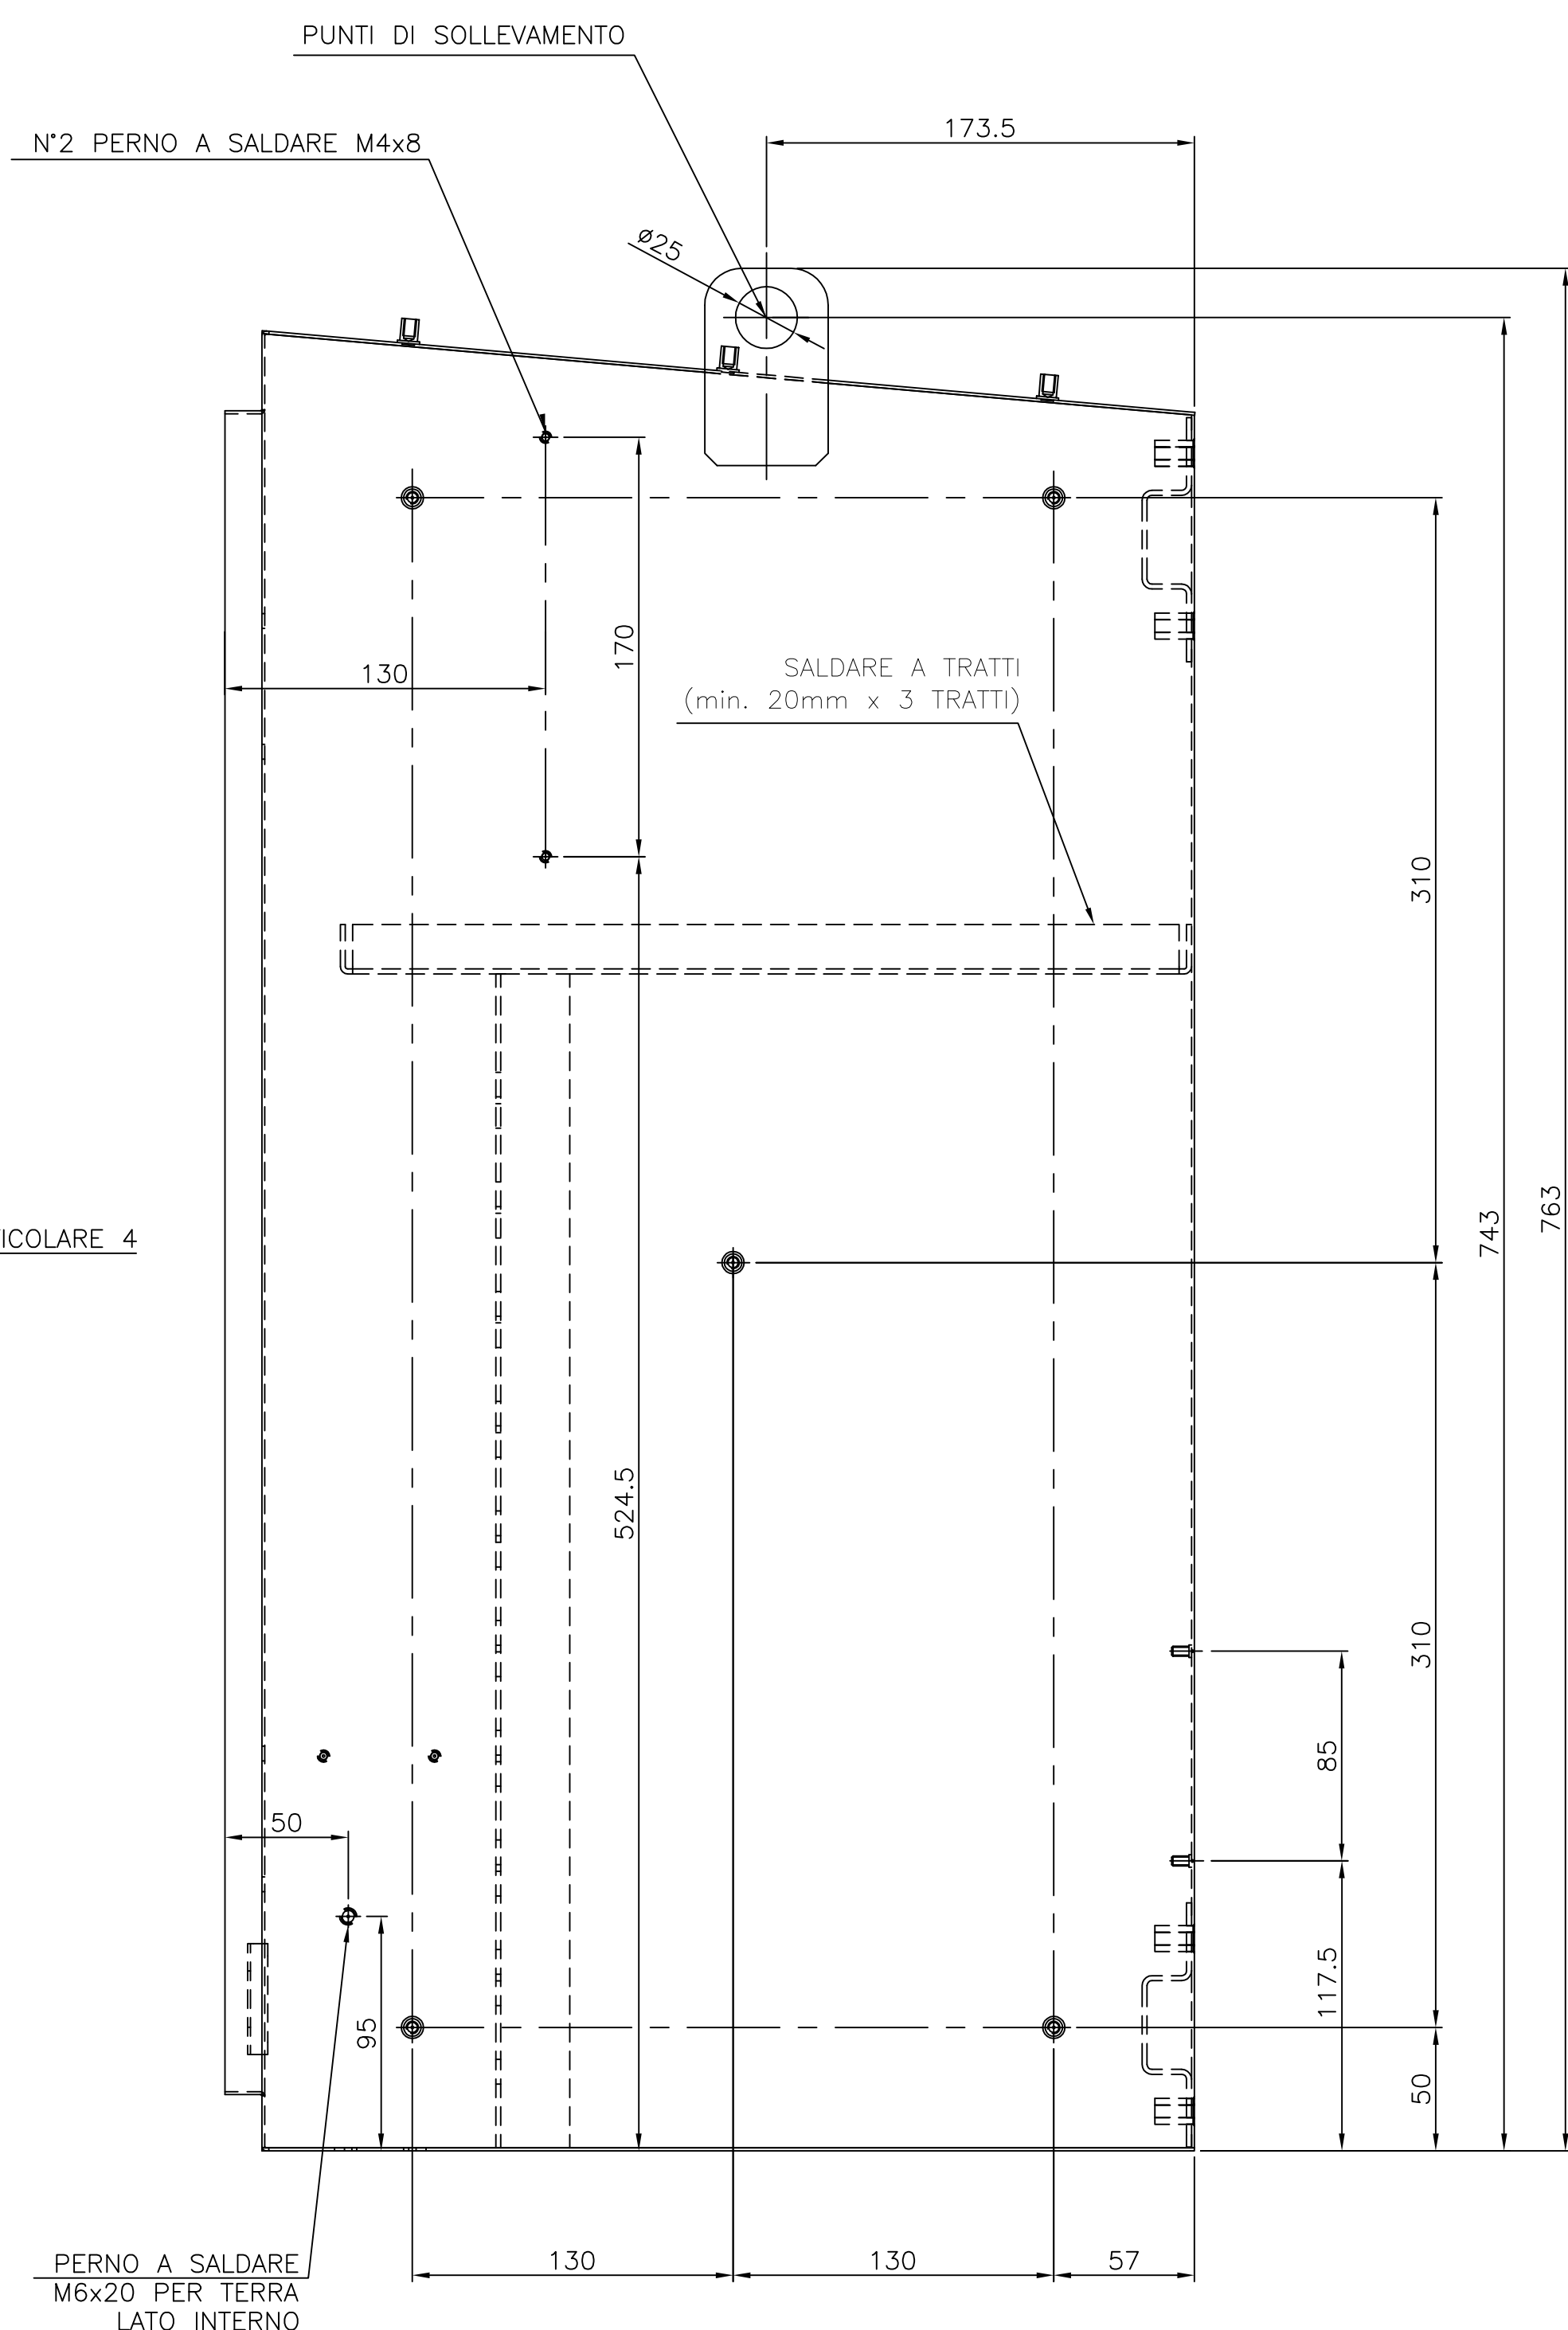 PUNTI DI SOLLEVAMENTO
N°2 PERNO A SALDARE M4x8
173.5
ø25
170
130
SALDARE A TRATTI
(min. 20mm x 3 TRATTI)
310
743
763
ICOLARE 4
524.5
310
85
50
117.5
95
50
130
130
57
PERNO A SALDARE
M6x20 PER TERRA
LATO INTERNO